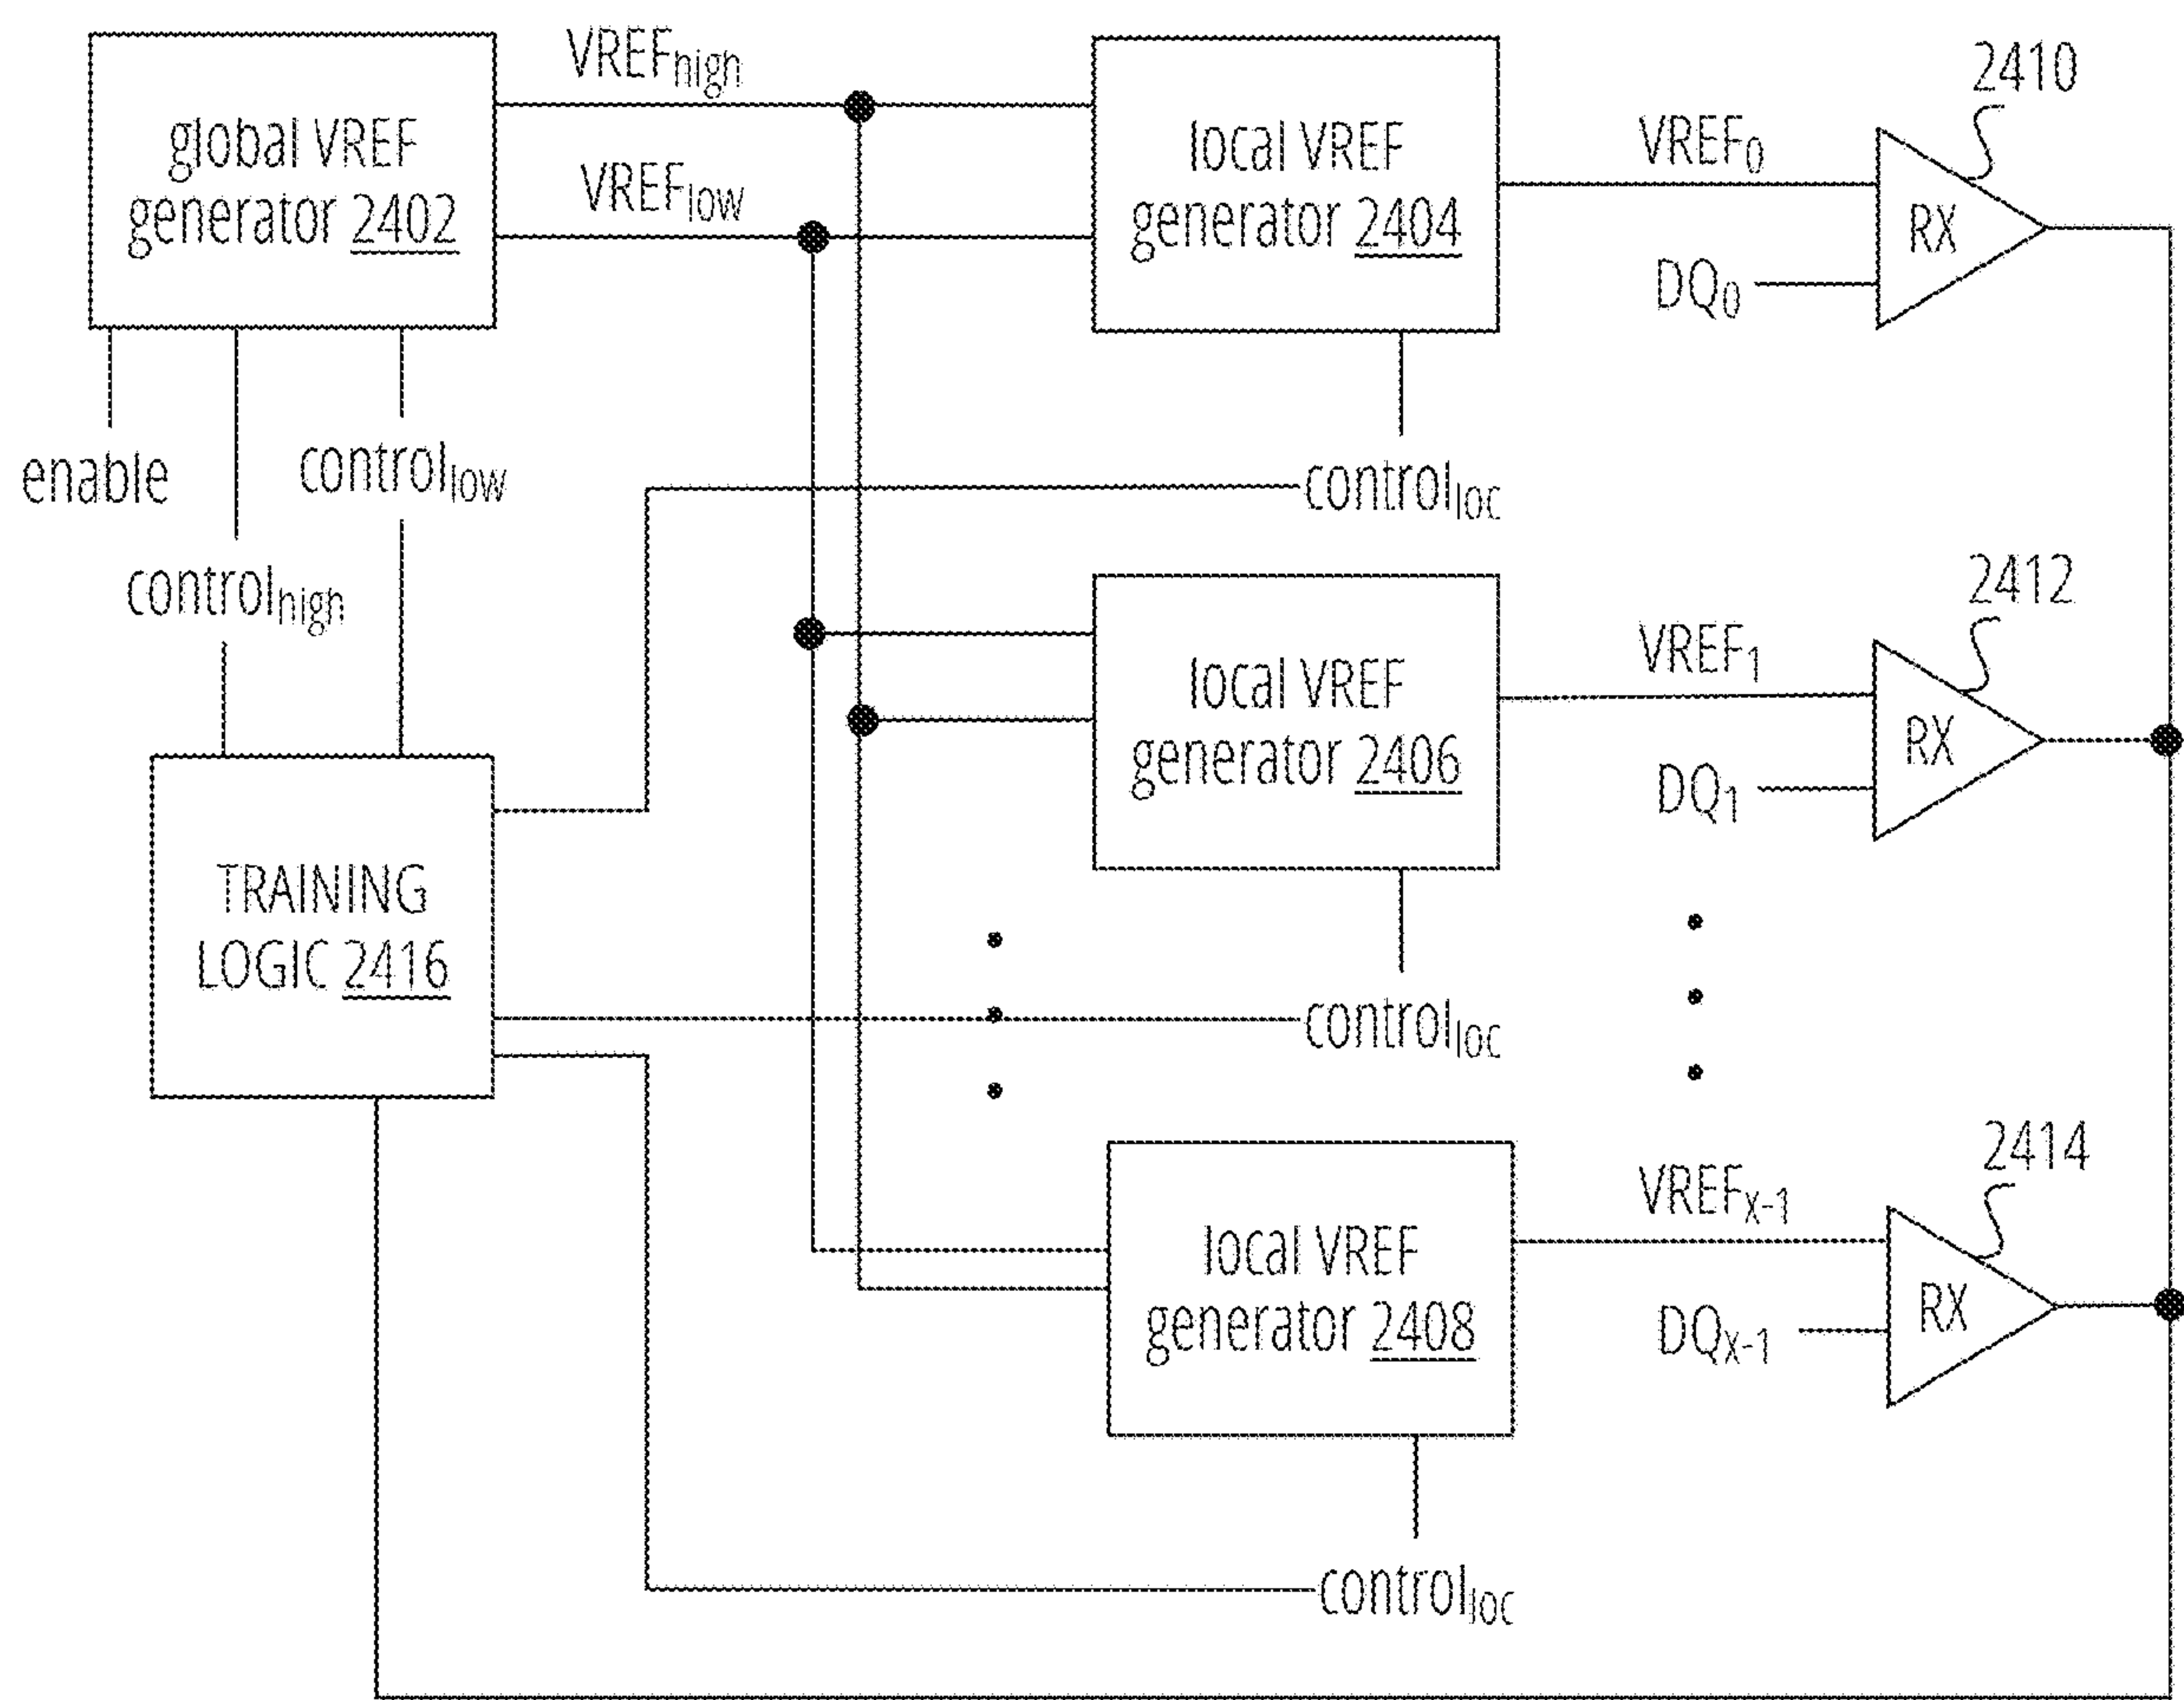 VREFhigh
global VREF
generator 2402
VREFlow
local VREF
generator 2404
VREF0
2410
RX
DQ0
enable
controllow
controlhigh
controlloc
local VREF
generator 2406
VREF1
2412
RX
DQ1
TRAINING
LOGIC 2416
controlloc
local VREF
generator 2408
VREFX-1
2414
RX
DQX-1
controlloc